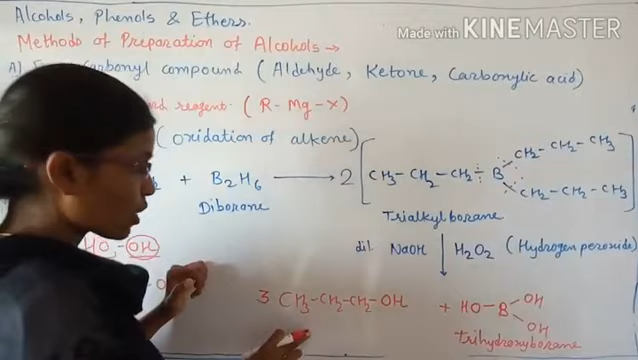 Alcohols, Phenols & Ethers.
Made with KINEMASTER
Methods of Preparation of Alcohols →
A) carbonyl compound (Aldehyde, Ketone, Carboxylic acid)
reagent. (R-Mg-X)
(oxidation of alkene)
+ B2H6 → 2 [CH3-CH2-CH2-B
CH2-CH2-CH3
CH2-CH2-CH3]
Diborane
Trialkylborane
dil. NaOH H2O2 (Hydrogen peroxide)
HO-OH
3 CH3-CH2-CH2-OH + HO-B
OH
OH
trihydroxyborane